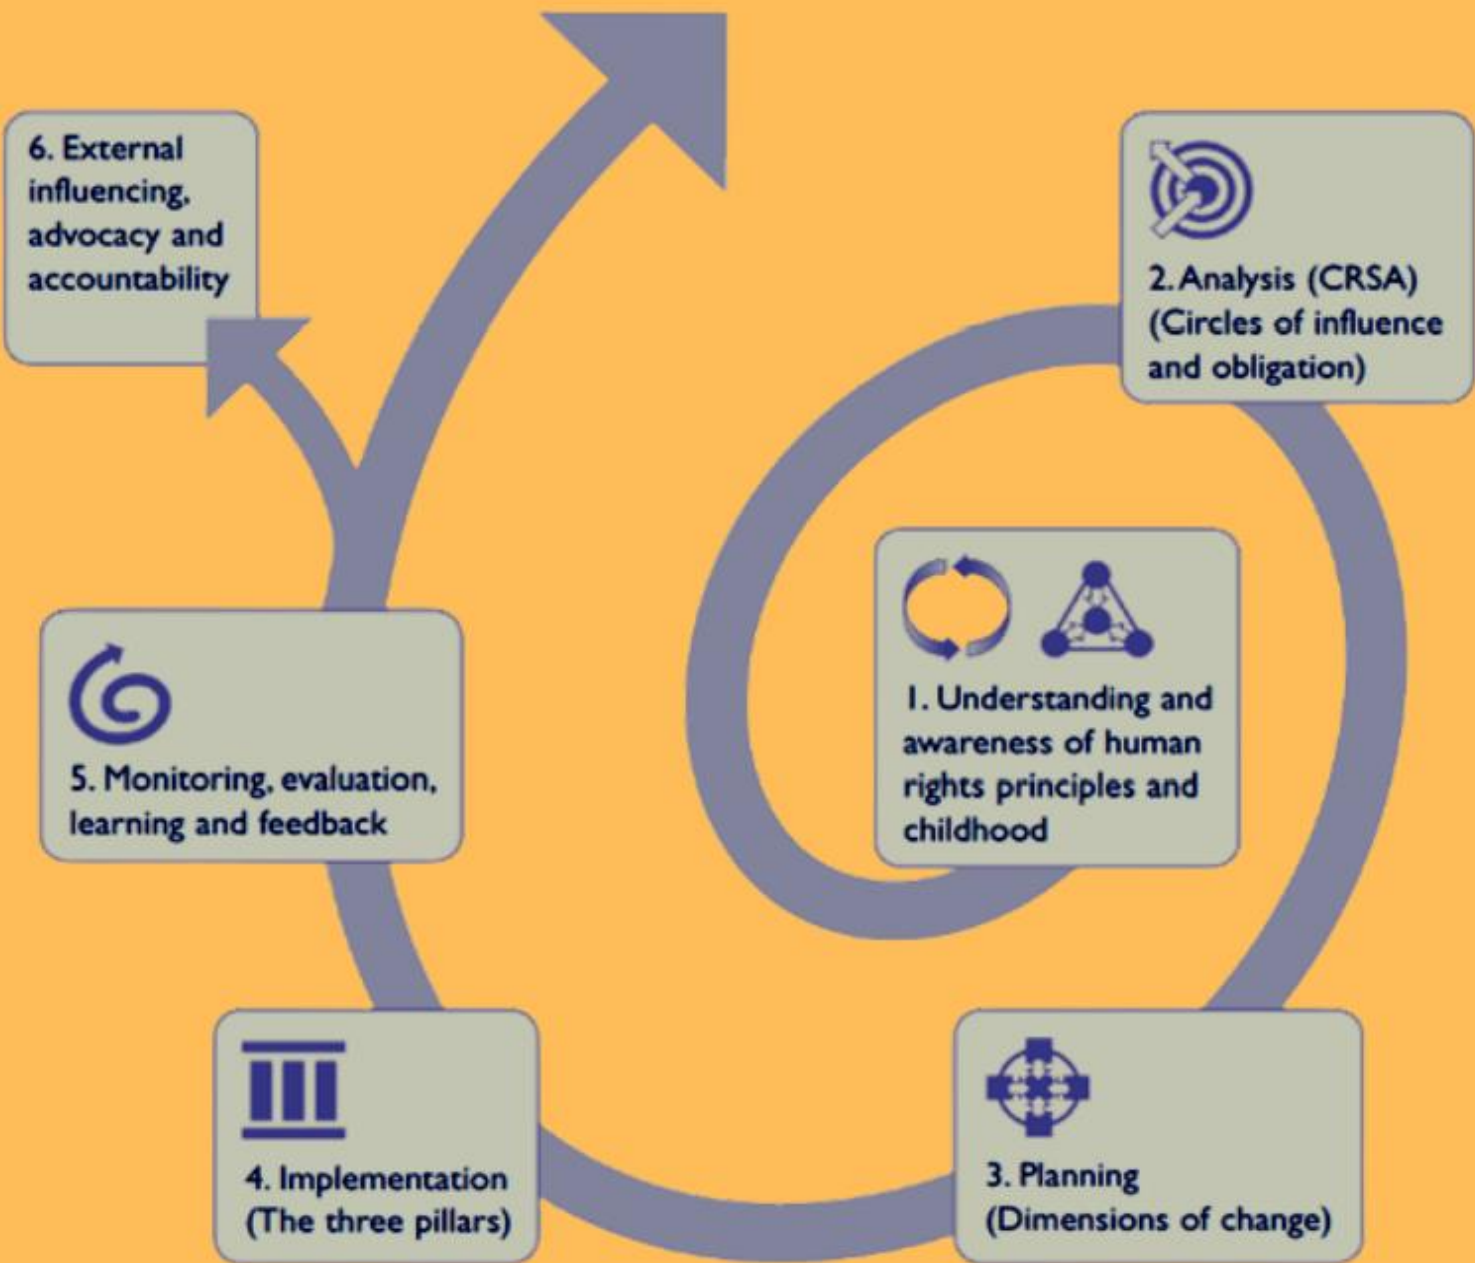 6. External
influencing,
advocacy and
accountability
2. Analysis (CRSA)
(Circles of influence
and obligation)
1. Understanding and
awareness of human
rights principles and
childhood
5. Monitoring, evaluation,
learning and feedback
4. Implementation
(The three pillars)
3. Planning
(Dimensions of change)